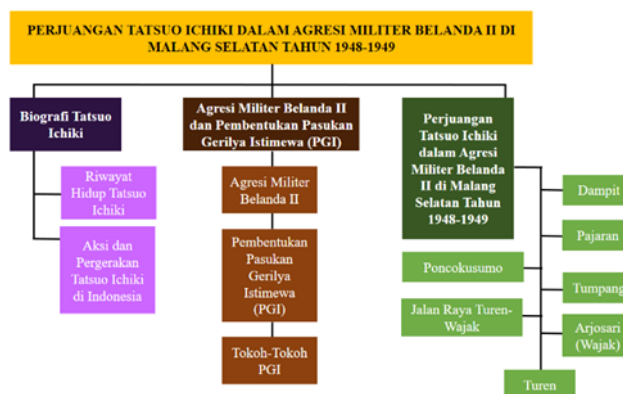 PERJUANGAN TATSUO ICHIKI DALAM AGRESI MILITER BELANDA II DI
MALANG SELATAN TAHUN 1948-1949
Biografi Tatsuo
Ichiki
Riwayat
Hidup Tatsuo
Ichiki
Aksi dan
Pergerakan
Tatsuo Ichiki
di Indonesia
Agresi Militer Belanda II
dan Pembentukan Pasukan
Gerilya Istimewa (PGI)
Agresi Militer
Belanda II
Pembentukan
Pasukan
Gerilya
Istimewa
(PGI)
Tokoh-Tokoh
PGI
Perjuangan
Tatsuo Ichiki
dalam Agresi
Militer Belanda
II di Malang
Selatan Tahun
1948-1949
Dampit
Pajaran
Poncokusumo
Tumpang
Jalan Raya Turen-
Wajak
Arjosari
(Wajak)
Turen